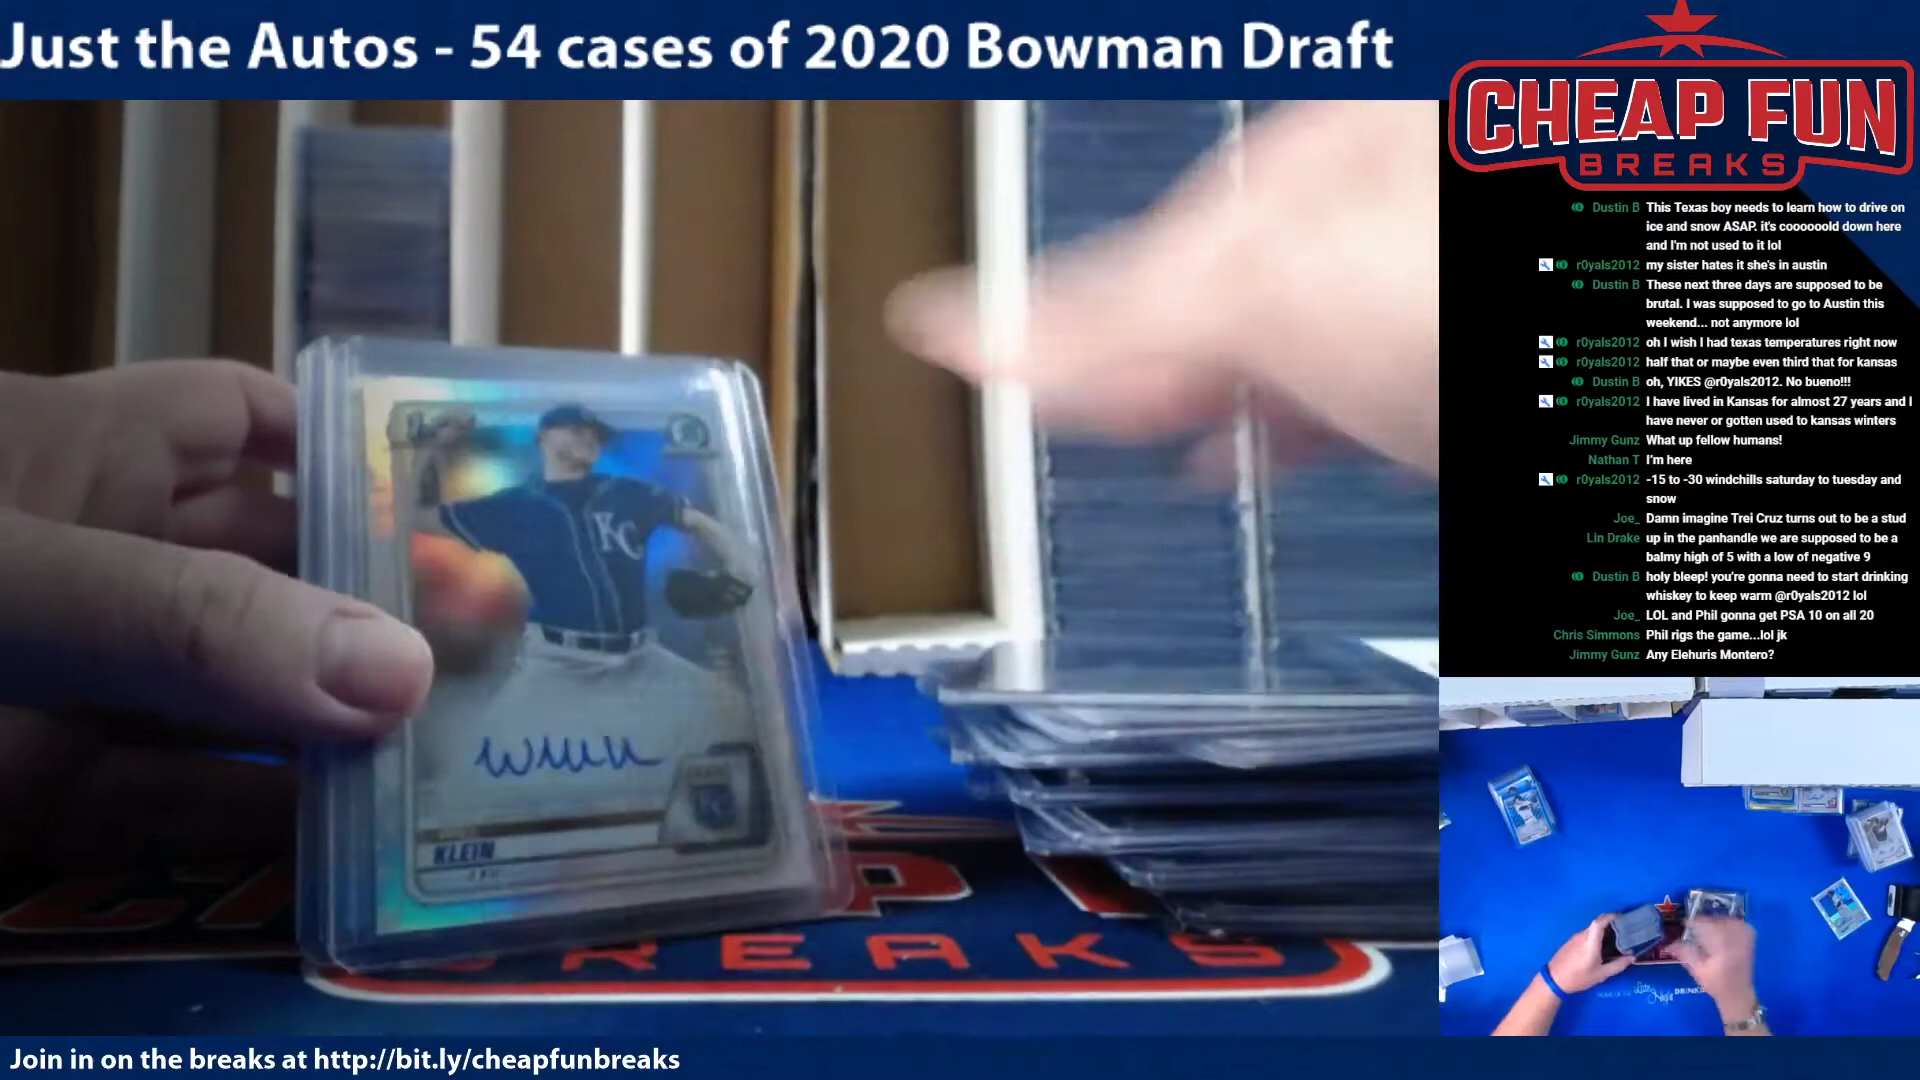 Just the Autos - 54 cases of 2020 Bowman Draft
CHEAP FUN
BREAKS
Dustin B This Texas boy needs to learn how to drive on
ice and snow ASAP. it's coooooold down here
and I'm not used to it lol
r0yals2012 my sister hates it she's in austin
Dustin B These next three days are supposed to be
brutal. I was supposed to go to Austin this
weekend... not anymore lol
r0yals2012 oh I wish I had texas temperatures right now
r0yals2012 half that or maybe even third that for kansas
Dustin B oh, YIKES @r0yals2012. No bueno!!!
r0yals2012 I have lived in Kansas for almost 27 years and I
have never or gotten used to kansas winters
Jimmy Gunz What up fellow humans!
Nathan T I'm here
r0yals2012 -15 to -30 windchills saturday to tuesday and
snow
Joe_ Damn imagine Trei Cruz turns out to be a stud
Lin Drake up in the panhandle we are supposed to be a
balmy high of 5 with a low of negative 9
Dustin B holy bleep! you're gonna need to start drinking
whiskey to keep warm @r0yals2012 lol
Joe_ LOL and Phil gonna get PSA 10 on all 20
Chris Simmons Phil rigs the game...lol jk
Jimmy Gunz Any Elehuris Montero?
KC
KLEIN
REAKS
Join in on the breaks at http://bit.ly/cheapfunbreaks